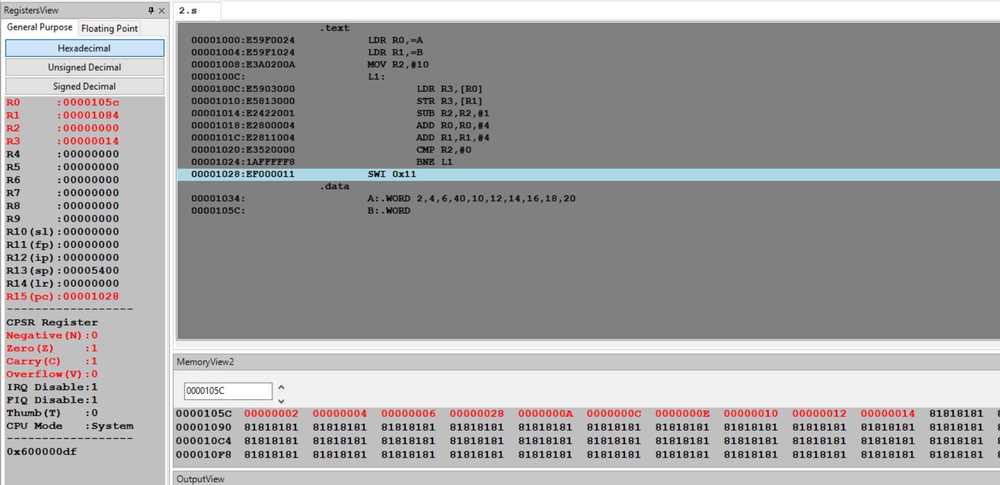 RegistersView
General Purpose Floating Point
Hexadecimal
Unsigned Decimal
Signed Decimal
R0 :0000105c
R1 :00001084
R2 :00000000
R3 :00000014
R4 :00000000
R5 :00000000
R6 :00000000
R7 :00000000
R8 :00000000
R9 :00000000
R10(sl):00000000
R11(fp):00000000
R12(ip):00000000
R13(sp):00005400
R14(lr):00000000
R15(pc):00001028
------------------
CPSR Register
Negative(N):0
Zero(Z) :1
Carry(C) :1
Overflow(V):0
IRQ Disable:1
FIQ Disable:1
Thumb(T) :0
CPU Mode :System
------------------
0x600000df
2.s
.text
00001000:E59F0024 LDR R0,=A
00001004:E59F1024 LDR R1,=B
00001008:E3A0200A MOV R2,#10
0000100C: L1:
0000100C:E5903000 LDR R3,[R0]
00001010:E5813000 STR R3,[R1]
00001014:E2422001 SUB R2,R2,#1
00001018:E2800004 ADD R0,R0,#4
0000101C:E2811004 ADD R1,R1,#4
00001020:E3520000 CMP R2,#0
00001024:1AFFFFF8 BNE L1
00001028:EF000011 SWI 0x11
.data
00001034: A:.WORD 2,4,6,40,10,12,14,16,18,20
0000105C: B:.WORD
MemoryView2
0000105C
0000105C 00000002 00000004 00000006 00000028 0000000A 0000000C 0000000E 00000010 00000012 00000014 81818181
00001090 81818181 81818181 81818181 81818181 81818181 81818181 81818181 81818181 81818181 81818181 81818181
000010C4 81818181 81818181 81818181 81818181 81818181 81818181 81818181 81818181 81818181 81818181 81818181
000010F8 81818181 81818181 81818181 81818181 81818181 81818181 81818181 81818181 81818181 81818181 81818181
OutputView